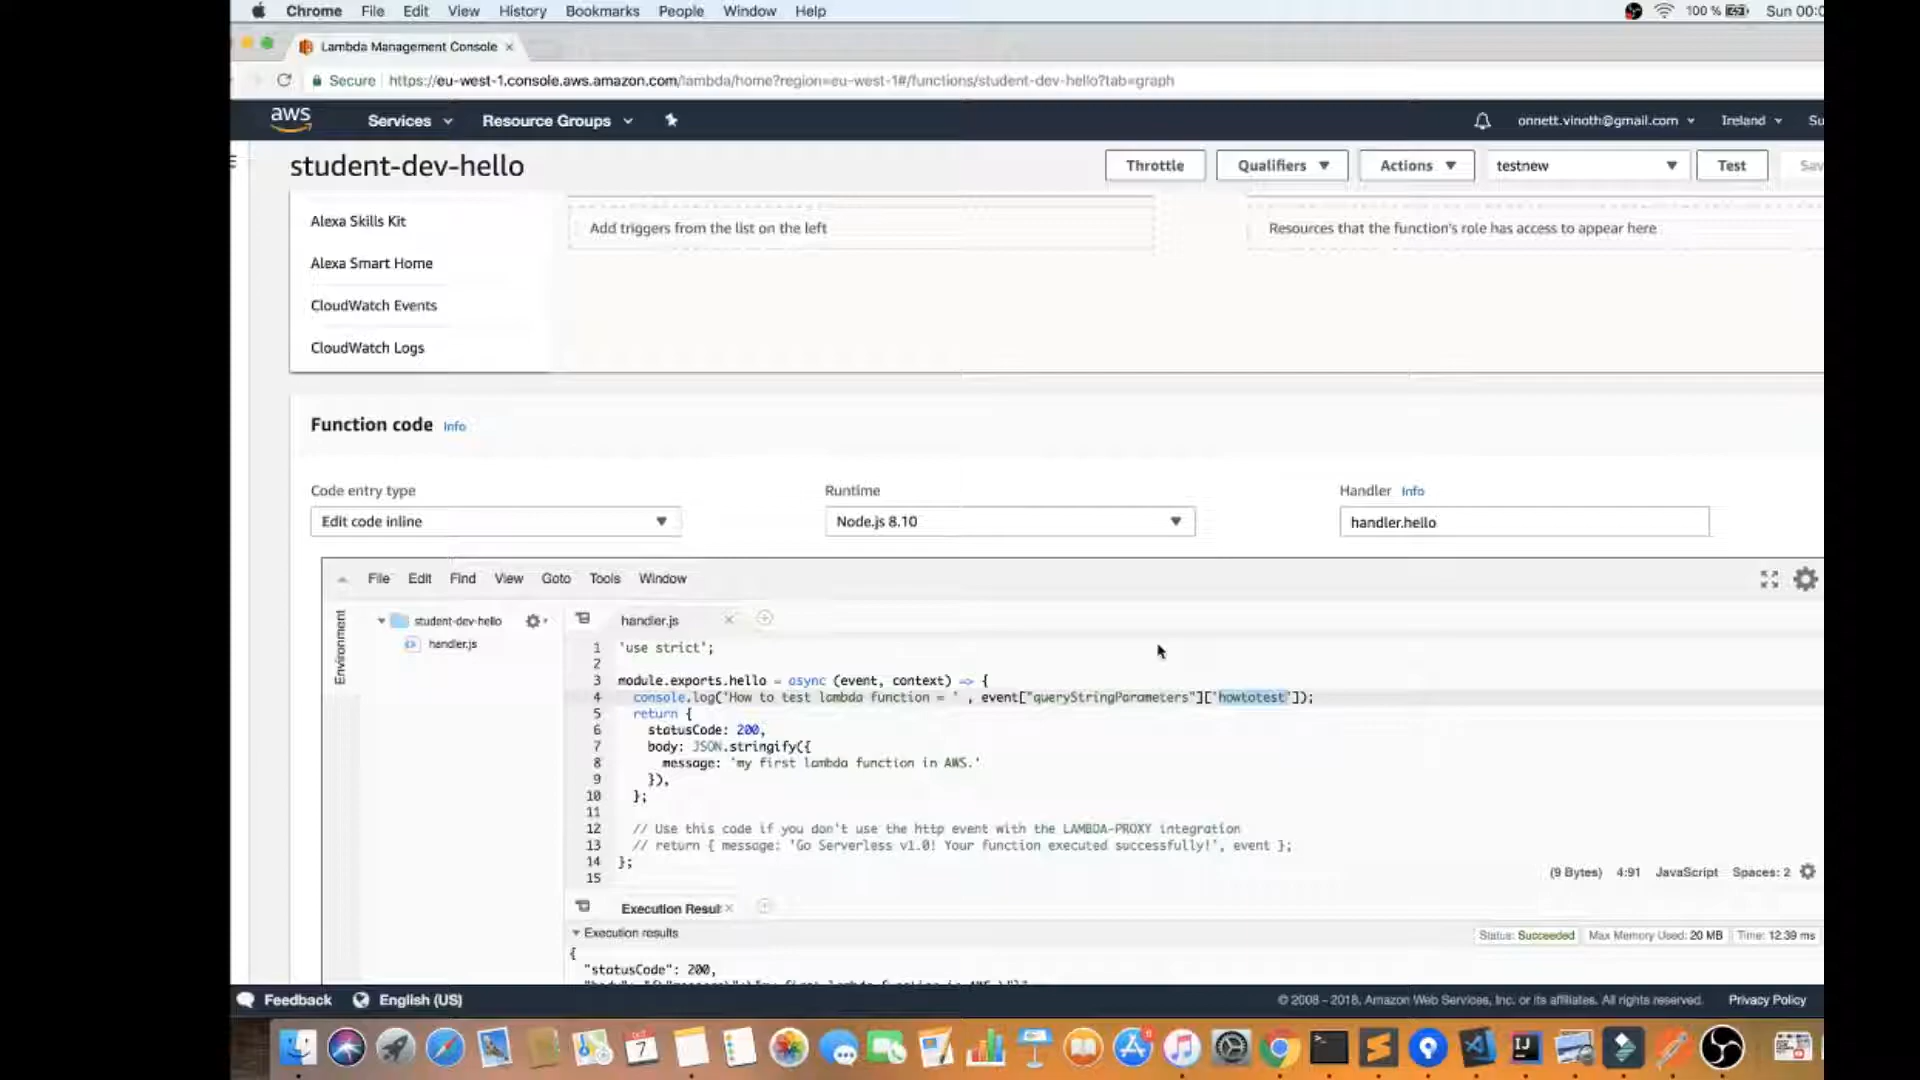 Chrome File Edit View History Bookmarks People Window Help 100 % Sun 00:0
Lambda Management Console ×
Secure https://eu-west-1.console.aws.amazon.com/lambda/home?region=eu-west-1#/functions/student-dev-hello?tab=graph
aws Services Resource Groups onnett.vinoth@gmail.com Ireland Su
student-dev-hello Throttle Qualifiers Actions testnew Test Sav
Alexa Skills Kit Add triggers from the list on the left Resources that the function's role has access to appear here
Alexa Smart Home
CloudWatch Events
CloudWatch Logs
Function code Info
Code entry type Runtime Handler Info
Edit code inline Node.js 8.10 handler.hello
File Edit Find View Goto Tools Window
Environment
student-dev-hello
handler.js
handler.js ×
1 'use strict';
2
3 module.exports.hello = async (event, context) => {
4 console.log('How to test lambda function = ' , event["queryStringParameters"]['howtotest']);
5 return {
6 statusCode: 200,
7 body: JSON.stringify({
8 message: 'my first lambda function in AWS.'
9 }),
10 };
11
12 // Use this code if you don't use the http event with the LAMBDA-PROXY integration
13 // return { message: 'Go Serverless v1.0! Your function executed successfully!', event };
14 };
15
(9 Bytes) 4:91 JavaScript Spaces: 2
Execution Result ×
Execution results Status: Succeeded Max Memory Used: 20 MB Time: 12.39 ms
{
"statusCode": 200,
Feedback English (US) © 2008 - 2018, Amazon Web Services, Inc. or its affiliates. All rights reserved. Privacy Policy
7